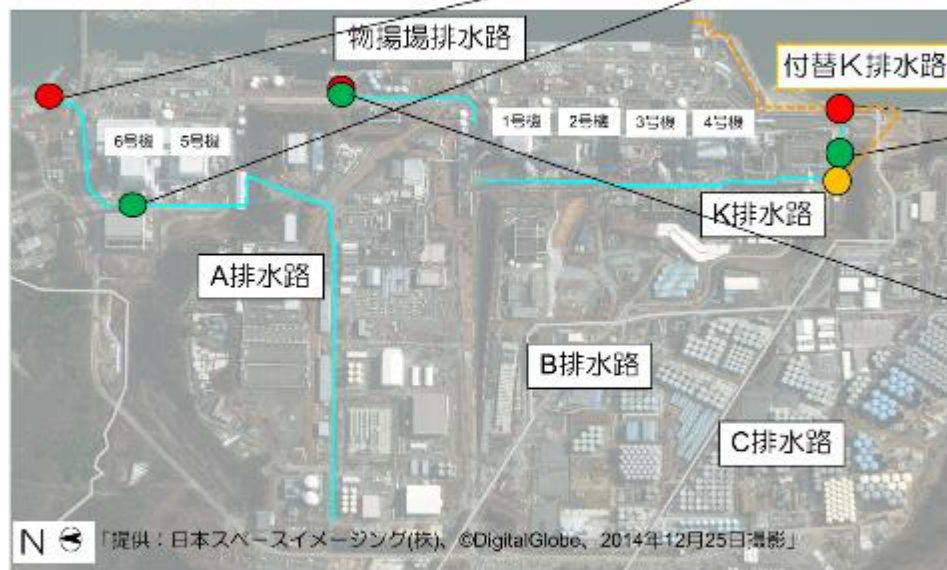 物揚場排水路
付替K排水路
6号機
5号機
1号機
2号機
3号機
4号機
K排水路
A排水路
B排水路
C排水路
N
「提供：日本スペースイメージング(株)、©DigitalGlobe、2014年12月25日撮影」